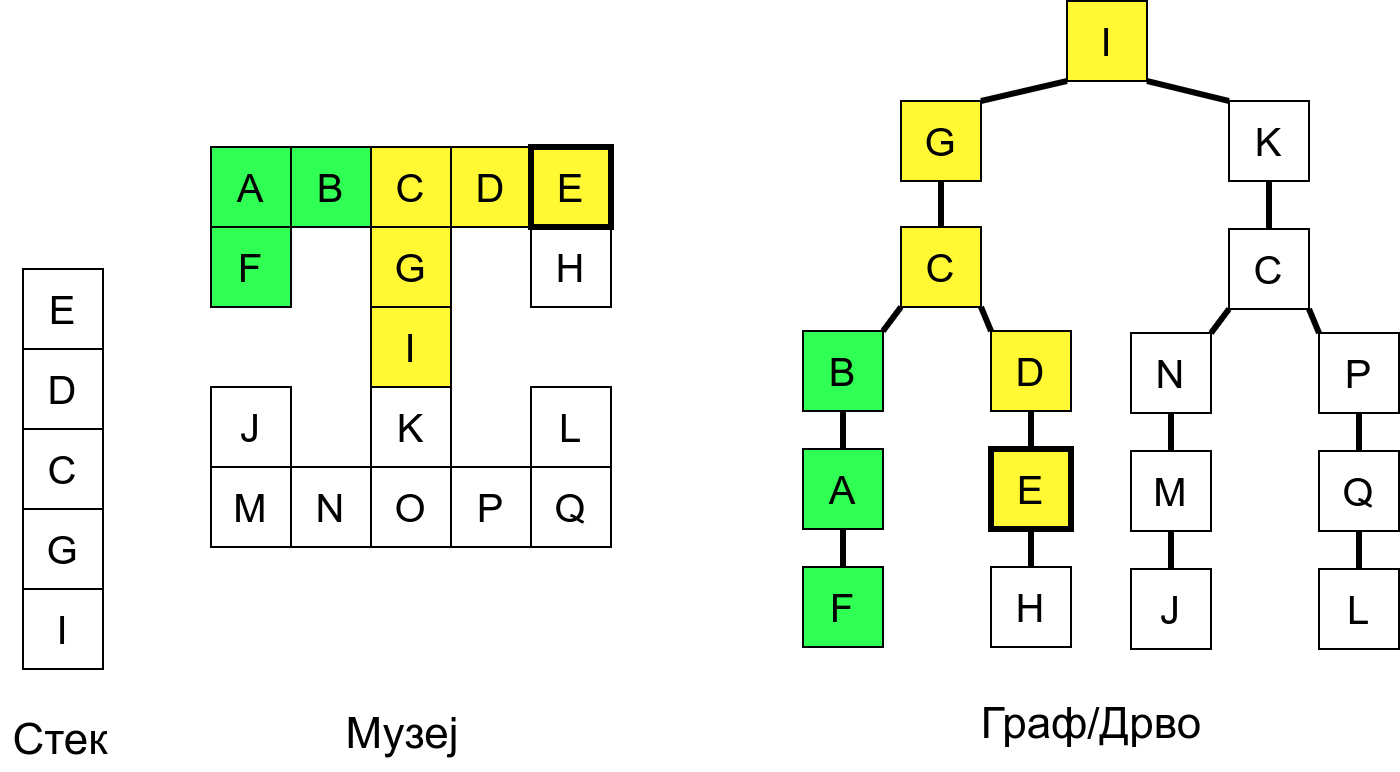 E
D
C
G
I
Стек
A B C D E
F G H
I
J K L
M N O P Q
Музеј
I
G K
C C
B D N P
A E M Q
F H J L
Граф/Дрво